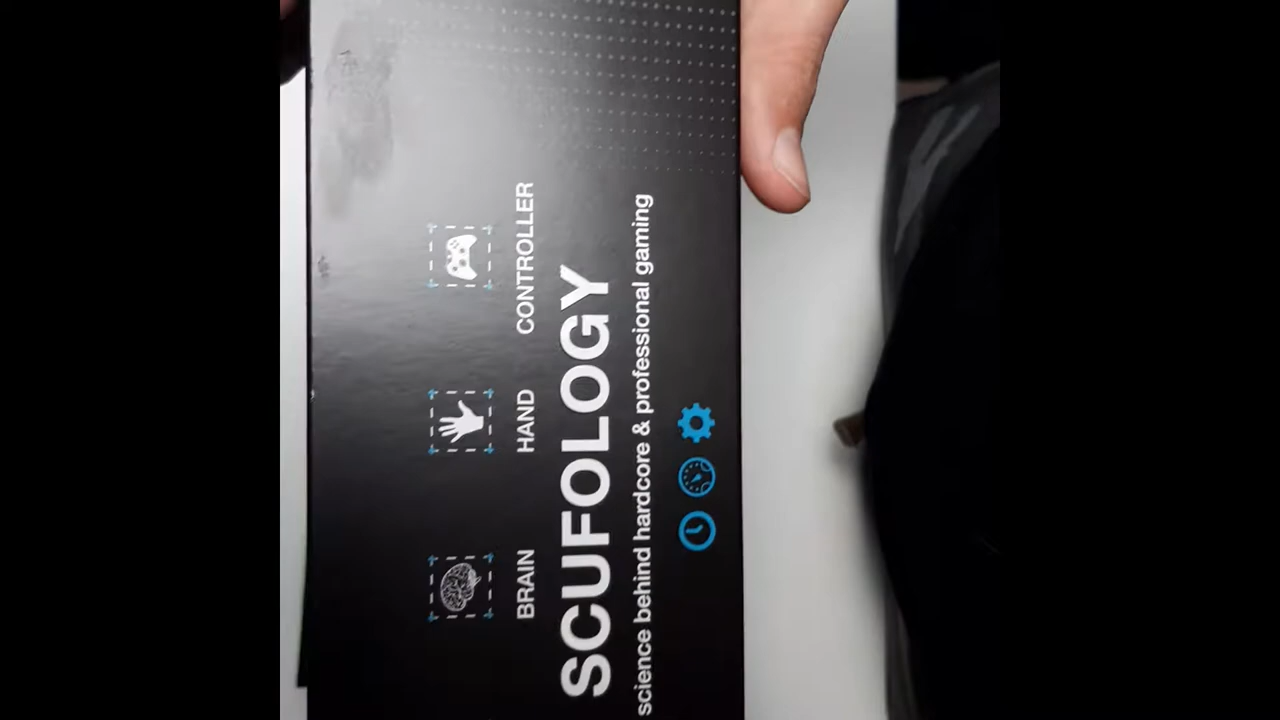 BRAIN HAND CONTROLLER
SCUFOLOGY
science behind hardcore & professional gaming